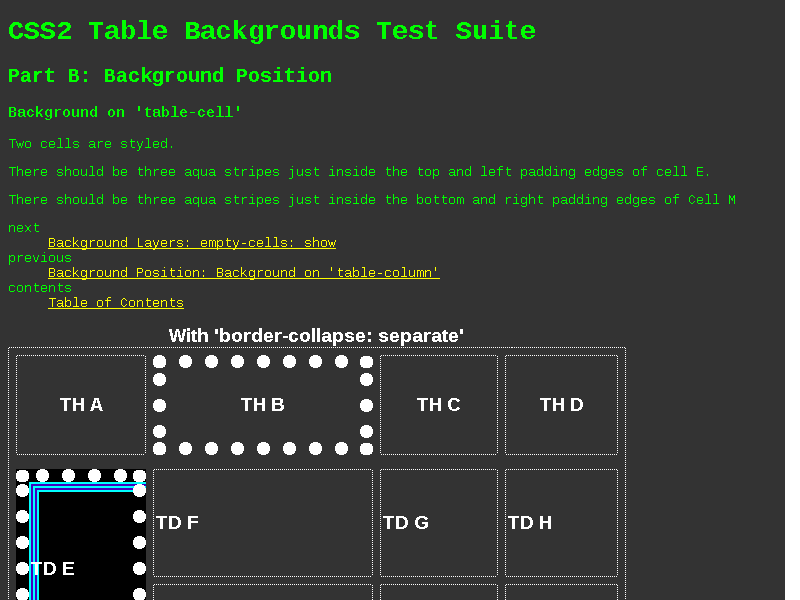 CSS2 Table Backgrounds Test Suite
Part B: Background Position
Background on 'table-cell'
Two cells are styled.
There should be three aqua stripes just inside the top and left padding edges of cell E.
There should be three aqua stripes just inside the bottom and right padding edges of Cell M
next
Background Layers: empty-cells: show
previous
Background Position: Background on 'table-column'
contents
Table of Contents
With 'border-collapse: separate'
TH A TH B TH C TH D
TD F TD G TD H
TD E